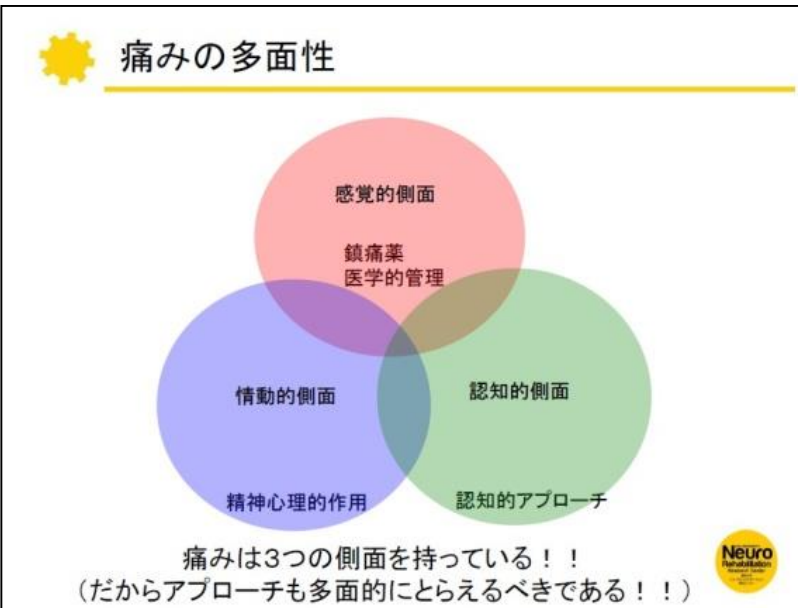 痛みの多面性
感覚的側面
鎮痛薬
医学的管理
情動的側面
認知的側面
精神心理的作用
認知的アプローチ
痛みは3つの側面を持っている！！
（だからアプローチも多面的にとらえるべきである！！）
Neuro
Rehabilitation
Research Center